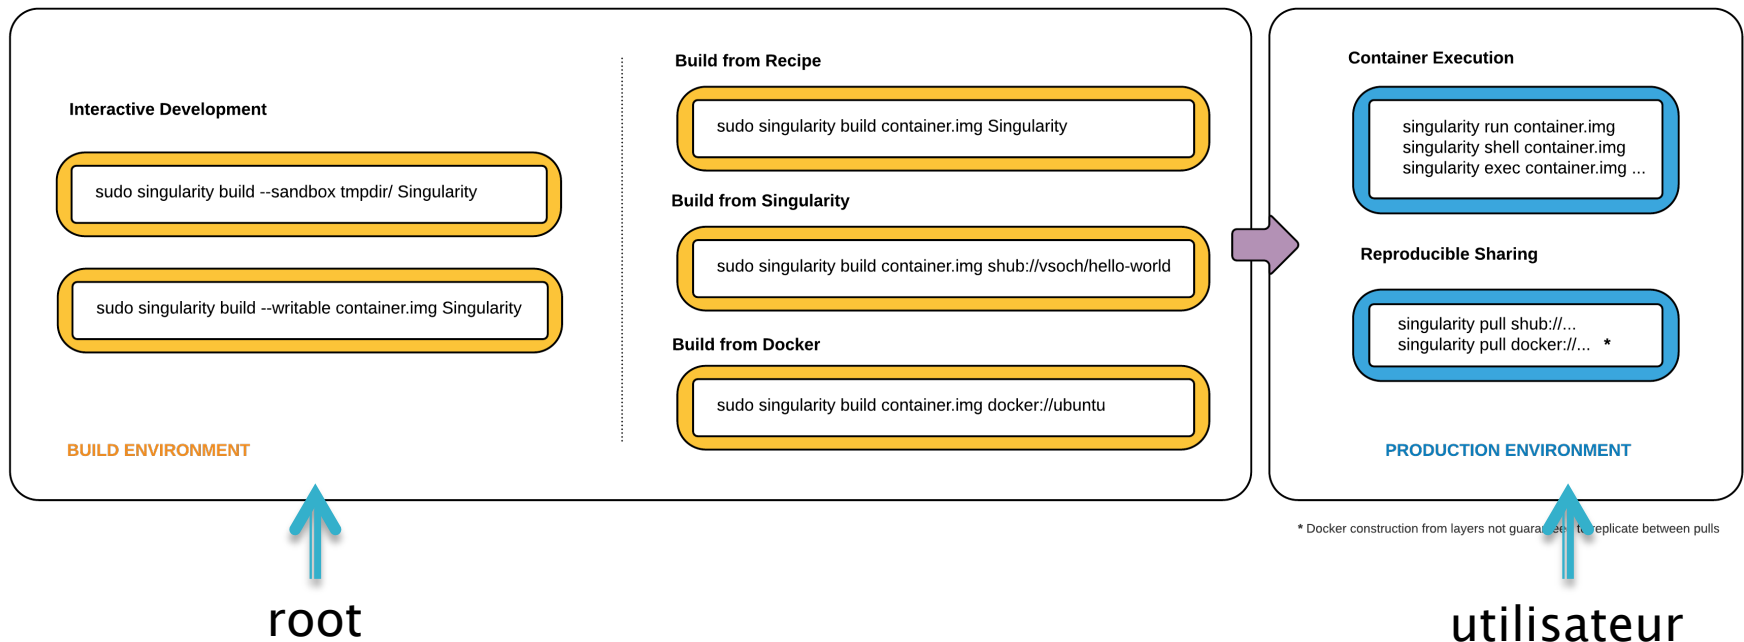 Interactive Development
sudo singularity build --sandbox tmpdir/ Singularity
sudo singularity build --writable container.img Singularity
BUILD ENVIRONMENT
Build from Recipe
sudo singularity build container.img Singularity
Build from Singularity
sudo singularity build container.img shub://vsoch/hello-world
Build from Docker
sudo singularity build container.img docker://ubuntu
Container Execution
singularity run container.img
singularity shell container.img
singularity exec container.img ...
Reproducible Sharing
singularity pull shub://...
singularity pull docker://... *
PRODUCTION ENVIRONMENT
* Docker construction from layers not guaranteed to replicate between pulls
root
utilisateur